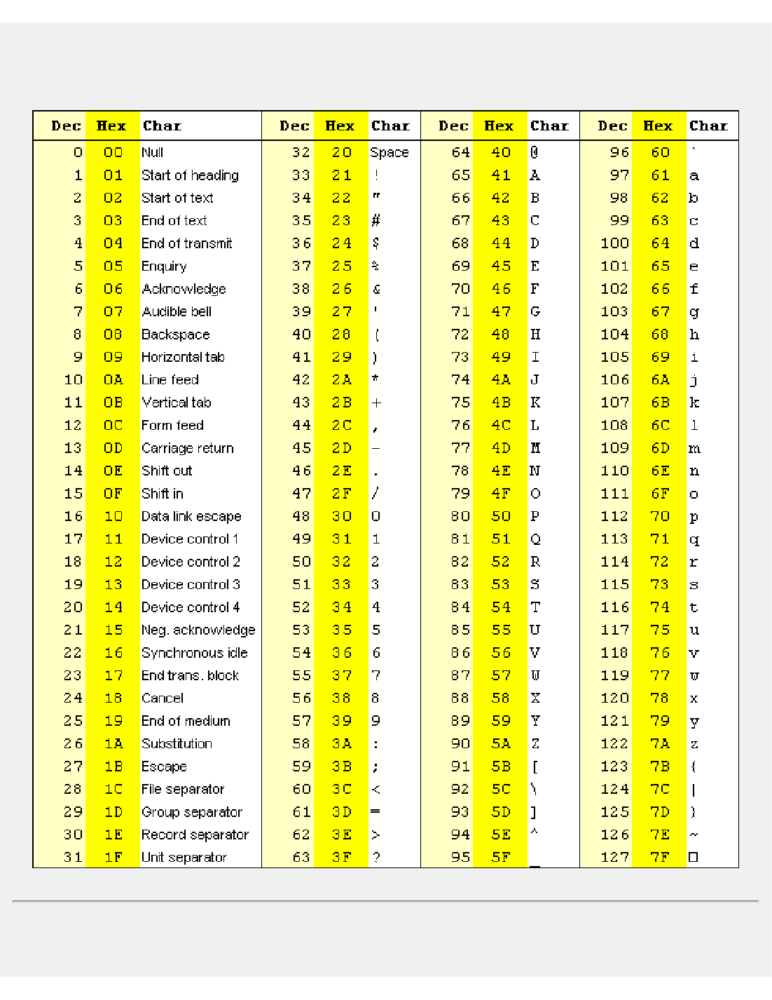 Dec Hex Char Dec Hex Char Dec Hex Char Dec Hex Char
0 00 Null 32 20 Space 64 40 @ 96 60 `
1 01 Start of heading 33 21 ! 65 41 A 97 61 a
2 02 Start of text 34 22 " 66 42 B 98 62 b
3 03 End of text 35 23 # 67 43 C 99 63 c
4 04 End of transmit 36 24 $ 68 44 D 100 64 d
5 05 Enquiry 37 25 % 69 45 E 101 65 e
6 06 Acknowledge 38 26 & 70 46 F 102 66 f
7 07 Audible bell 39 27 ' 71 47 G 103 67 g
8 08 Backspace 40 28 ( 72 48 H 104 68 h
9 09 Horizontal tab 41 29 ) 73 49 I 105 69 i
10 0A Line feed 42 2A * 74 4A J 106 6A j
11 0B Vertical tab 43 2B + 75 4B K 107 6B k
12 0C Form feed 44 2C , 76 4C L 108 6C l
13 0D Carriage return 45 2D - 77 4D M 109 6D m
14 0E Shift out 46 2E . 78 4E N 110 6E n
15 0F Shift in 47 2F / 79 4F O 111 6F o
16 10 Data link escape 48 30 0 80 50 P 112 70 p
17 11 Device control 1 49 31 1 81 51 Q 113 71 q
18 12 Device control 2 50 32 2 82 52 R 114 72 r
19 13 Device control 3 51 33 3 83 53 S 115 73 s
20 14 Device control 4 52 34 4 84 54 T 116 74 t
21 15 Neg. acknowledge 53 35 5 85 55 U 117 75 u
22 16 Synchronous idle 54 36 6 86 56 V 118 76 v
23 17 End trans. block 55 37 7 87 57 W 119 77 w
24 18 Cancel 56 38 8 88 58 X 120 78 x
25 19 End of medium 57 39 9 89 59 Y 121 79 y
26 1A Substitution 58 3A : 90 5A Z 122 7A z
27 1B Escape 59 3B ; 91 5B [ 123 7B {
28 1C File separator 60 3C < 92 5C \ 124 7C |
29 1D Group separator 61 3D = 93 5D ] 125 7D }
30 1E Record separator 62 3E > 94 5E ^ 126 7E ~
31 1F Unit separator 63 3F ? 95 5F _ 127 7F □